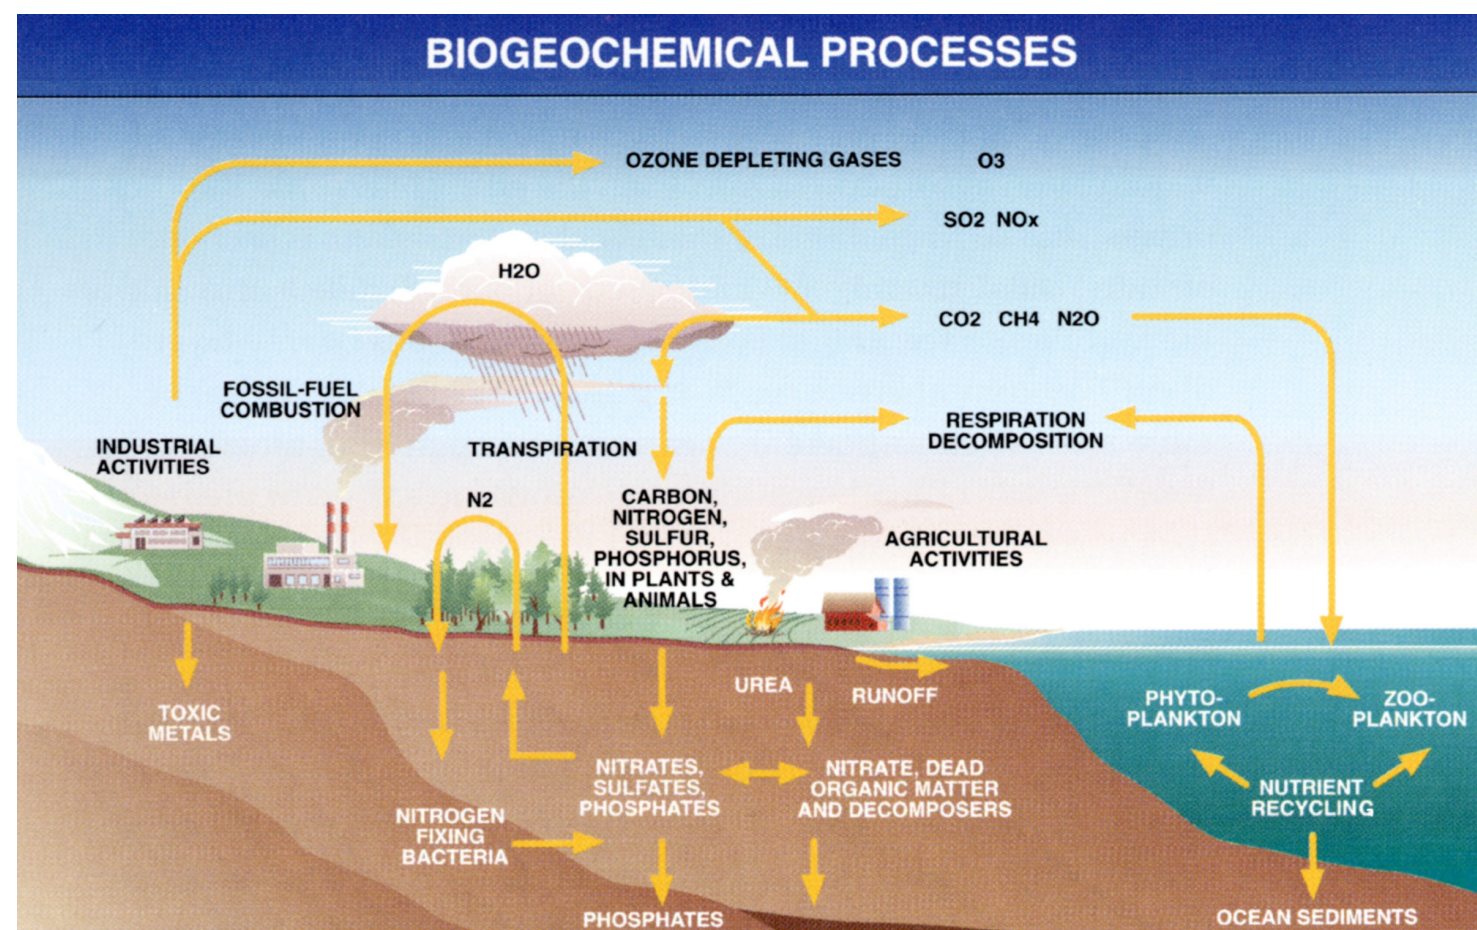 BIOGEOCHEMICAL PROCESSES
OZONE DEPLETING GASES O3
SO2 NOx
H2O
CO2 CH4 N2O
FOSSIL-FUEL
COMBUSTION
INDUSTRIAL
ACTIVITIES
TRANSPIRATION
RESPIRATION
DECOMPOSITION
N2
CARBON,
NITROGEN,
SULFUR,
PHOSPHORUS,
IN PLANTS &
ANIMALS
AGRICULTURAL
ACTIVITIES
TOXIC
METALS
UREA
RUNOFF
PHYTO-
PLANKTON
ZOO-
PLANKTON
NITRATES,
SULFATES,
PHOSPHATES
NITRATE, DEAD
ORGANIC MATTER
AND DECOMPOSERS
NUTRIENT
RECYCLING
NITROGEN
FIXING
BACTERIA
PHOSPHATES
OCEAN SEDIMENTS